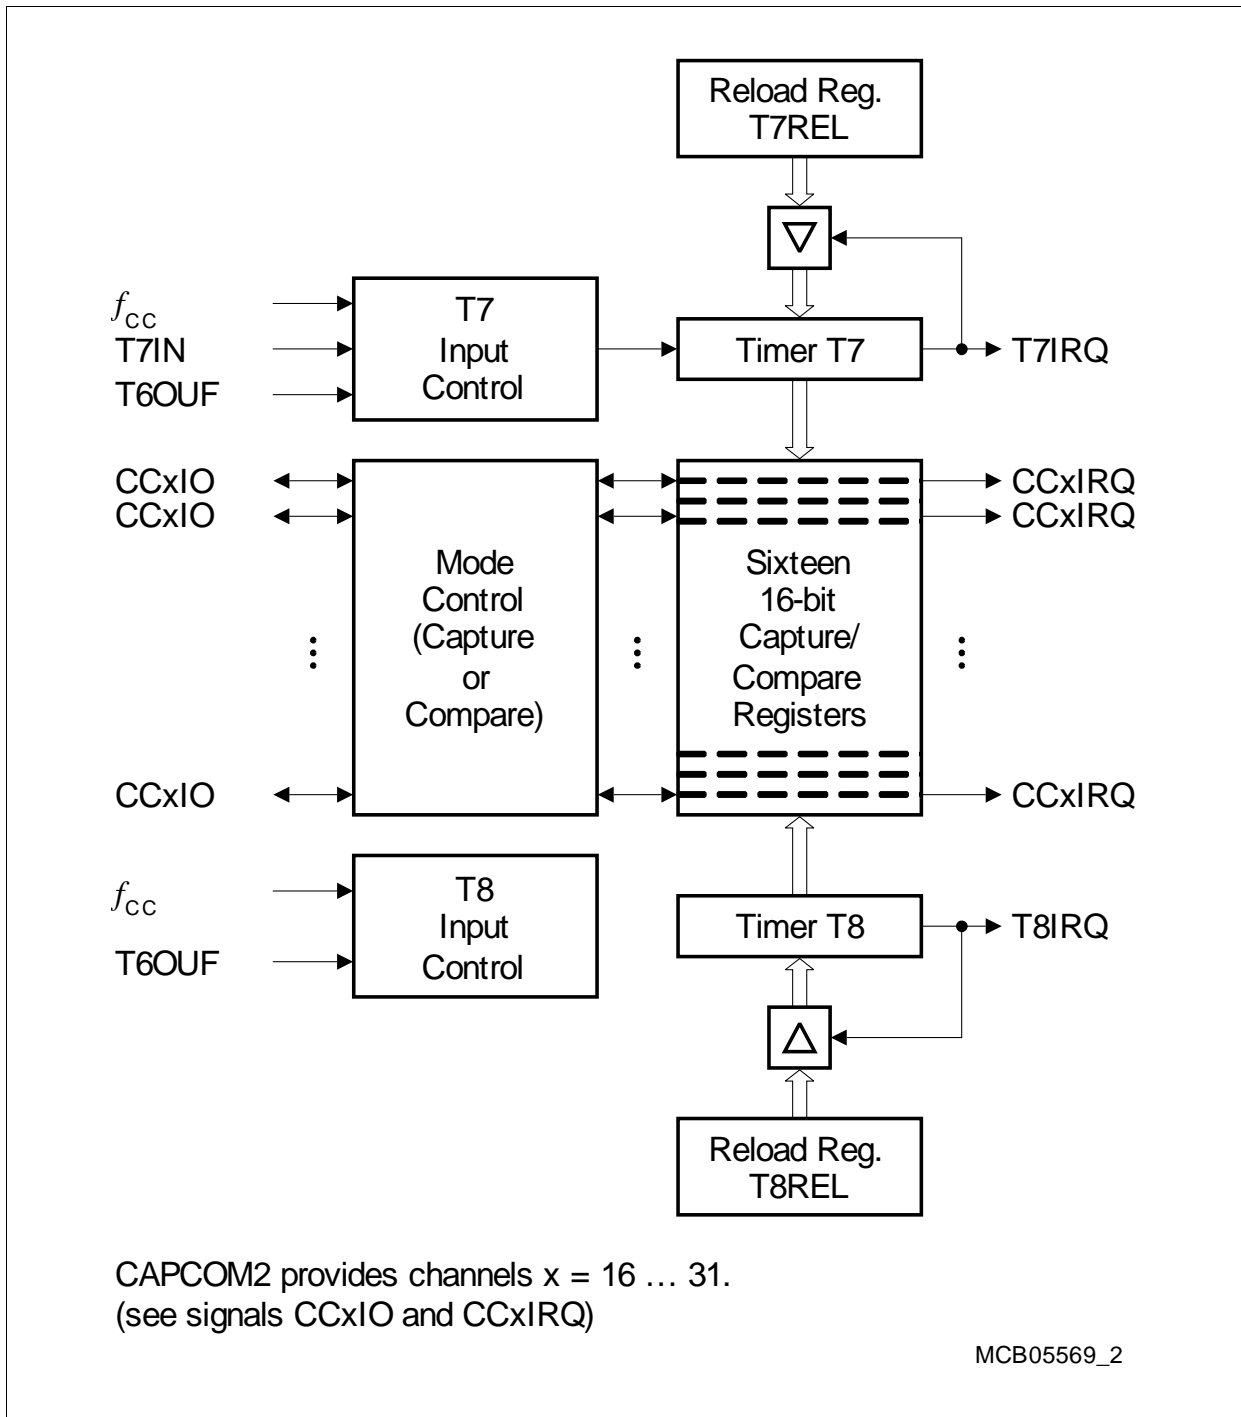 Reload Reg.
T7REL
fCC
T7IN
T6OUF
T7
Input
Control
Timer T7
T7IRQ
CCxIO
CCxIO
CCxIO
Mode
Control
(Capture
or
Compare)
Sixteen
16-bit
Capture/
Compare
Registers
CCxIRQ
CCxIRQ
CCxIRQ
fCC
T6OUF
T8
Input
Control
Timer T8
T8IRQ
Reload Reg.
T8REL
CAPCOM2 provides channels x = 16 … 31.
(see signals CCxIO and CCxIRQ)
MCB05569_2